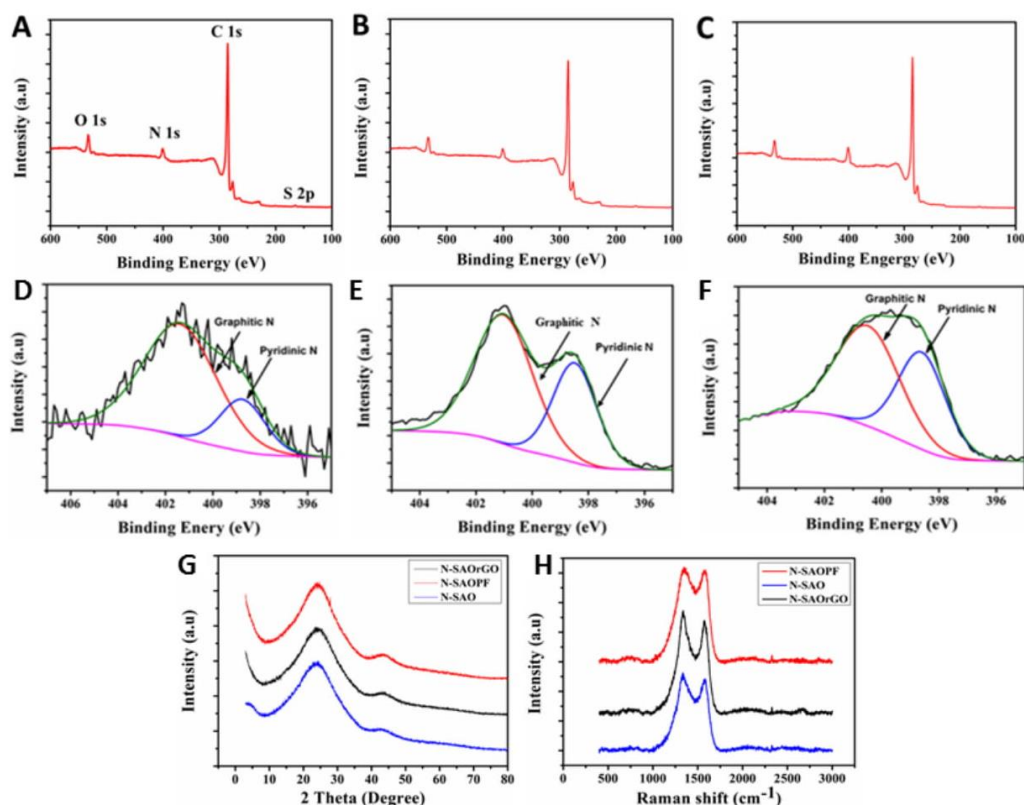 A
C 1s
O 1s
N 1s
S 2p
Intensity (a.u)
600 500 400 300 200 100
Binding Energy (eV)
B
Intensity (a.u)
600 500 400 300 200 100
Binding Energy (eV)
C
Intensity (a.u)
600 500 400 300 200 100
Binding Engergy (eV)
D
Graphitic N
Pyridinic N
Intensity (a.u)
406 404 402 400 398 396
Binding Enery (eV)
E
Graphitic N
Pyridinic N
Intensity (a.u)
404 402 400 398 396
Binding Energy (eV)
F
Graphitic N
Pyridinic N
Intensity (a.u)
404 402 400 398 396
Binding Energy (eV)
G
N-SAOrGO
N-SAOPF
N-SAO
Intensity (a.u)
0 10 20 30 40 50 60 70 80
2 Theta (Degree)
H
N-SAOPF
N-SAO
N-SAOrGO
Intensity (a.u)
0 500 1000 1500 2000 2500 3000
Raman shift (cm⁻¹)